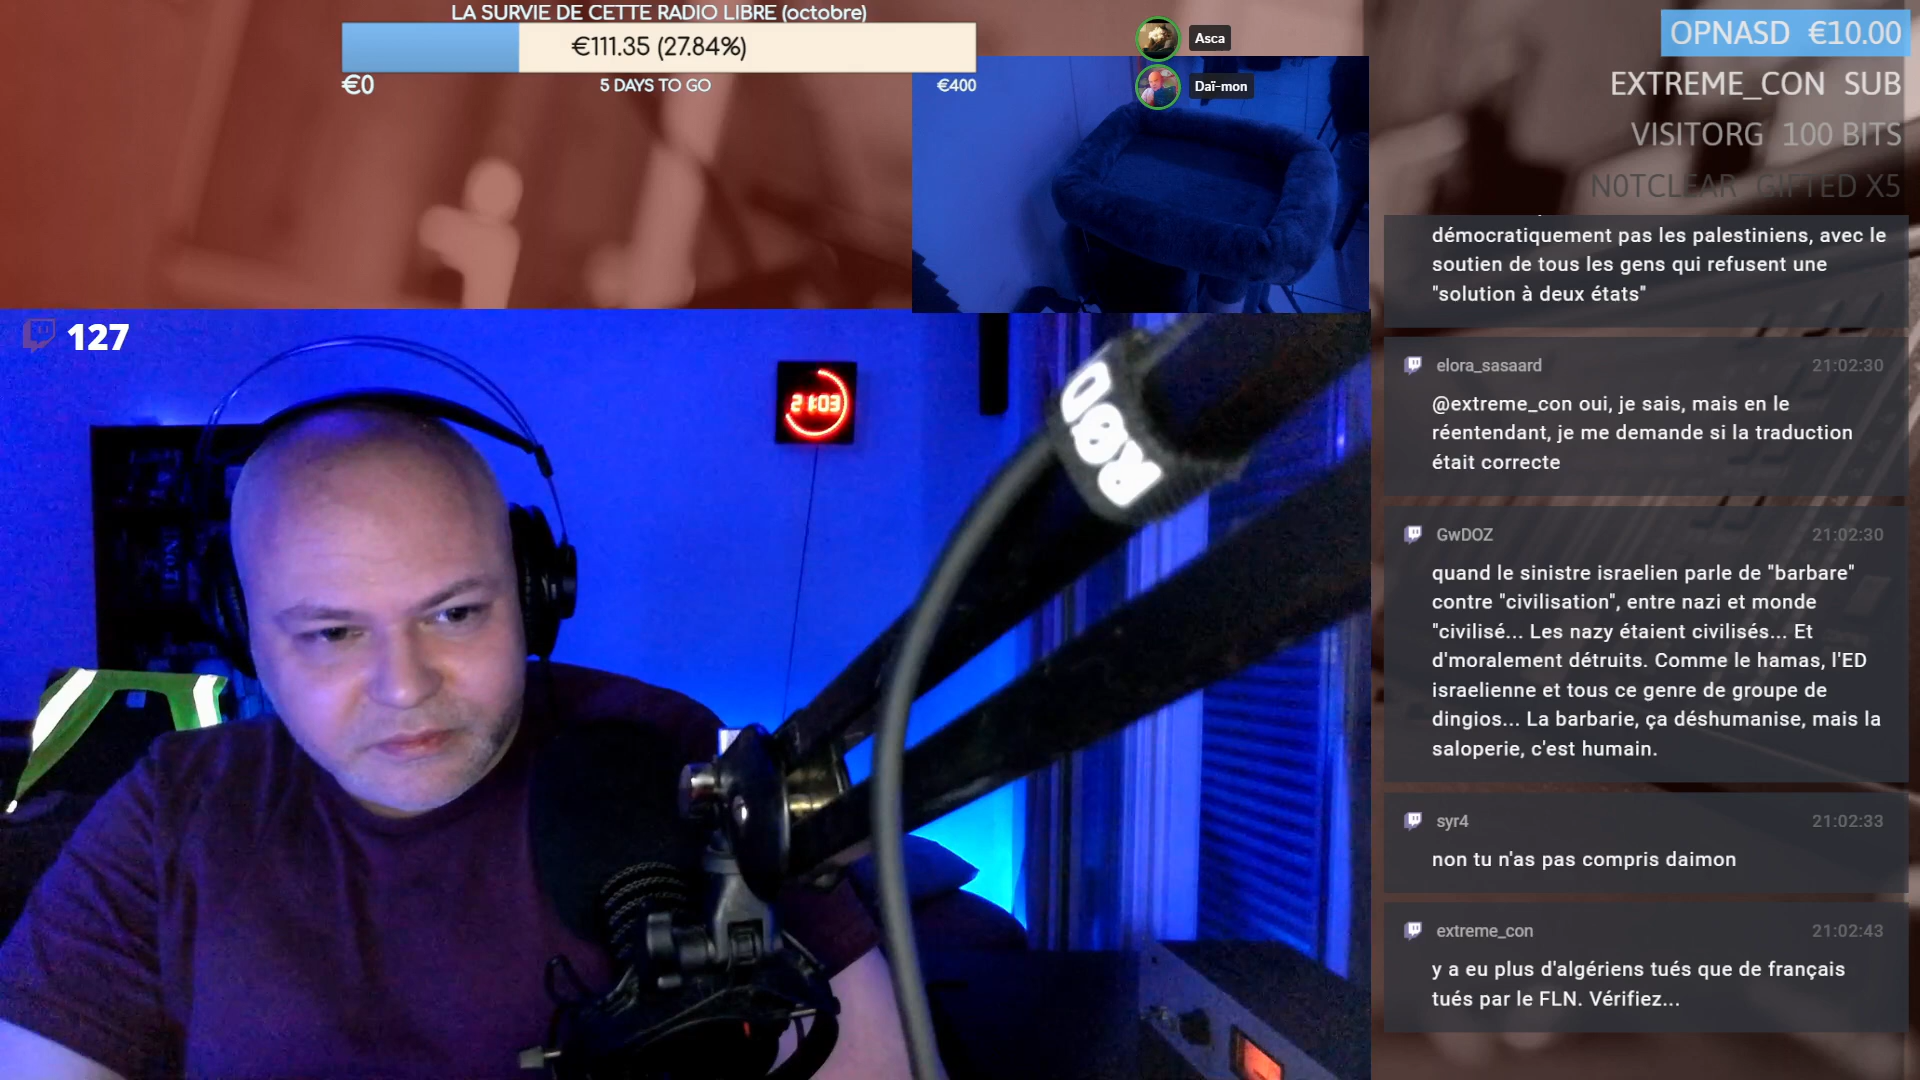 LA SURVIE DE CETTE RADIO LIBRE (octobre)
€111.35 (27.84%)
€0
5 DAYS TO GO
€400
Asca
Daï-mon
OPNASD €10.00
EXTREME_CON SUB
VISITORG 100 BITS
N0TCLEAR GIFTED X5
127
21:03
démocratiquement pas les palestiniens, avec le
soutien de tous les gens qui refusent une
"solution à deux états"
elora_sasaard 21:02:30
@extreme_con oui, je sais, mais en le
réentendant, je me demande si la traduction
était correcte
GwDOZ 21:02:30
quand le sinistre israelien parle de "barbare"
contre "civilisation", entre nazi et monde
"civilisé... Les nazy étaient civilisés... Et
d'moralement détruits. Comme le hamas, l'ED
israelienne et tous ce genre de groupe de
dingios... La barbarie, ça déshumanise, mais la
saloperie, c'est humain.
syr4 21:02:33
non tu n'as pas compris daimon
extreme_con 21:02:43
y a eu plus d'algériens tués que de français
tués par le FLN. Vérifiez...